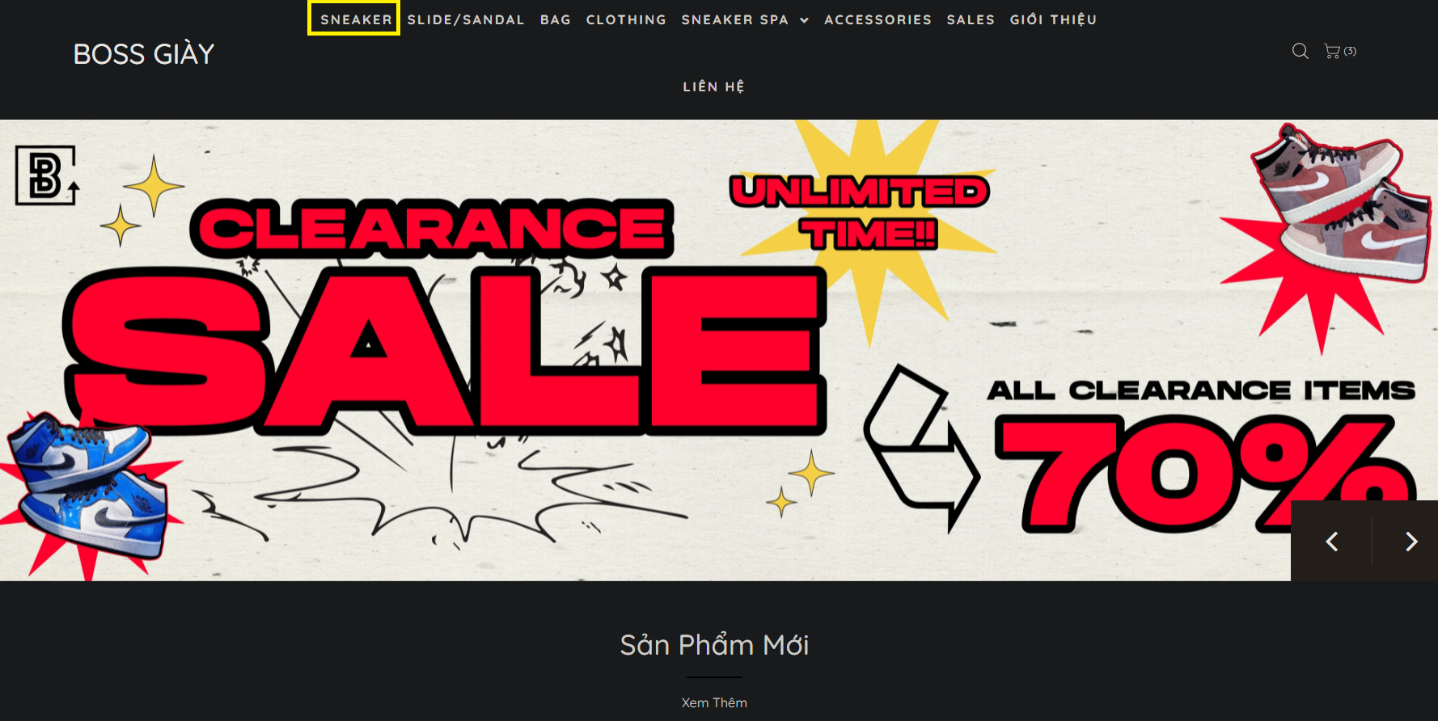 SNEAKER SLIDE/SANDAL BAG CLOTHING SNEAKER SPA ACCESSORIES SALES GIỚI THIỆU
BOSS GIÀY
(3)
LIÊN HỆ
B
CLEARANCE
SALE
UNLIMITED
TIME!!
ALL CLEARANCE ITEMS
70%
Sản Phẩm Mới
Xem Thêm